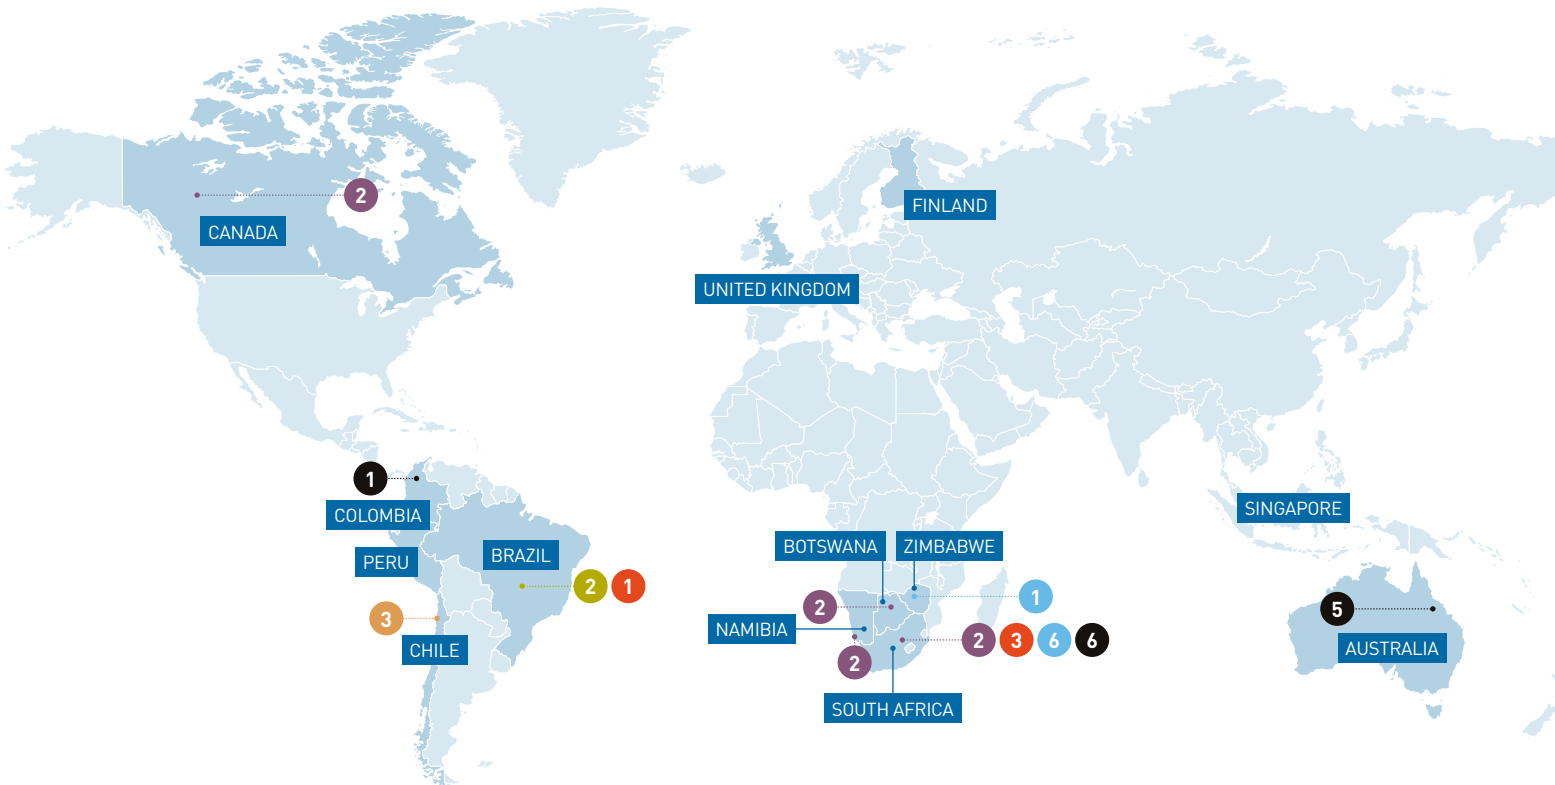 2
CANADA
FINLAND
UNITED KINGDOM
1
COLOMBIA
SINGAPORE
PERU
BRAZIL
BOTSWANA
ZIMBABWE
2 1
2
1
3
5
NAMIBIA
2 3 6 6
CHILE
AUSTRALIA
2
SOUTH AFRICA